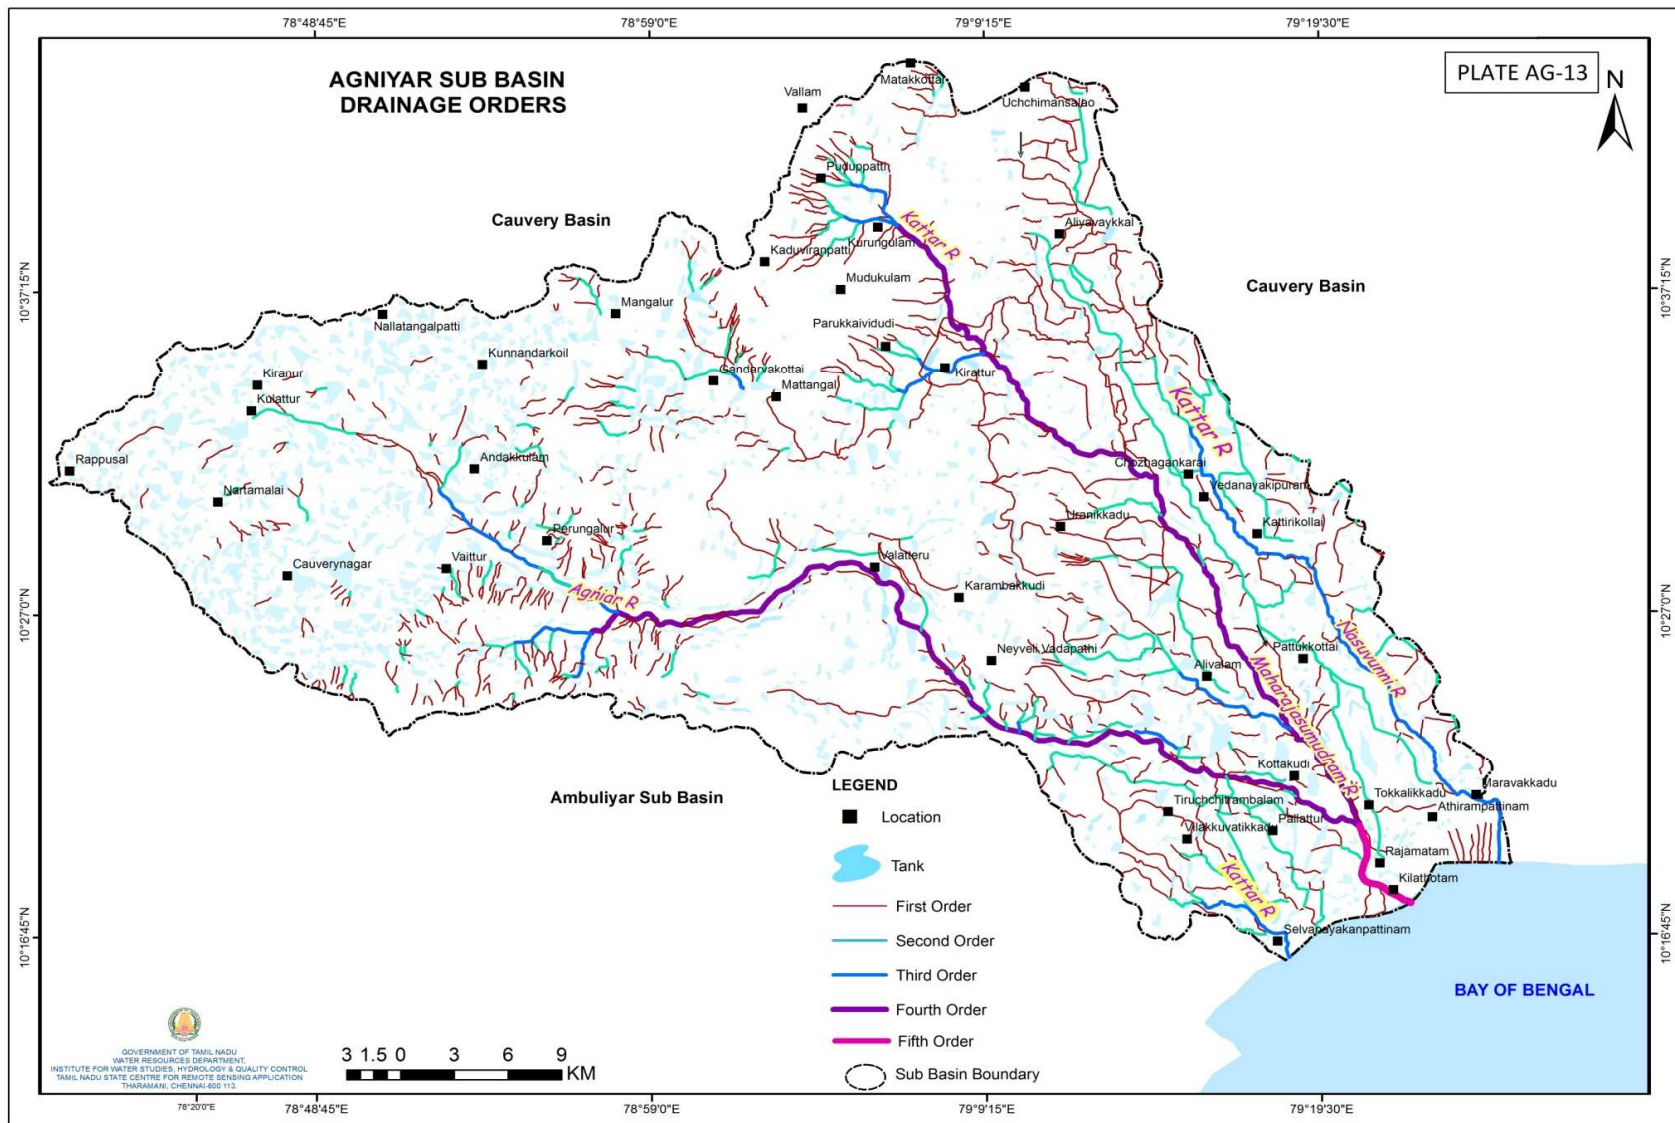 78°48'45"E
78°59'0"E
79°9'15"E
79°19'30"E
AGNIYAR SUB BASIN
DRAINAGE ORDERS
PLATE AG-13
N
Matakkottai
Vallam
Uchchimansalao
Puduppatti
Cauvery Basin
Kattar R
Aliyavaykkal
Kurungulam
Kaduviranpatti
Mudukulam
Cauvery Basin
10°37'15"N
10°37'15"N
Mangalur
Nallatangalpatti
Parukkaividudi
Kunnandarkoil
Gandarvakottai
Kirattur
Kiranur
Mattangal
Kulattur
Kattar R
Rappusal
Andakkulam
Chozhagankarai
Vedanayakipuram
Nartamalai
Uranikkadu
Kattirikollai
Perungalur
Valatteru
Vaittur
Cauverynagar
Agniar R
Karambakkudi
10°27'0"N
10°27'0"N
Nasuvunni R
Neyveli Vadapathi
Pattukkottai
Alivalam
Maharajasumudram R
Kottakudi
Maravakkadu
Ambuliyar Sub Basin
Tiruchchitrambalam
Tokkalikkadu
Athirampattinam
Vilakkuvatikkadu
Pallattur
Rajamatam
Kilathotam
Kattar R
Selvanayakanpattinam
10°16'45"N
10°16'45"N
BAY OF BENGAL
LEGEND
Location
Tank
First Order
Second Order
Third Order
Fourth Order
Fifth Order
Sub Basin Boundary
GOVERNMENT OF TAMIL NADU
WATER RESOURCES DEPARTMENT,
INSTITUTE FOR WATER STUDIES, HYDROLOGY & QUALITY CONTROL
TAMIL NADU STATE CENTRE FOR REMOTE SENSING APPLICATION
THARAMANI, CHENNAI-600 113.
3 1.5 0 3 6 9
KM
78°20'0"E
78°48'45"E
78°59'0"E
79°9'15"E
79°19'30"E